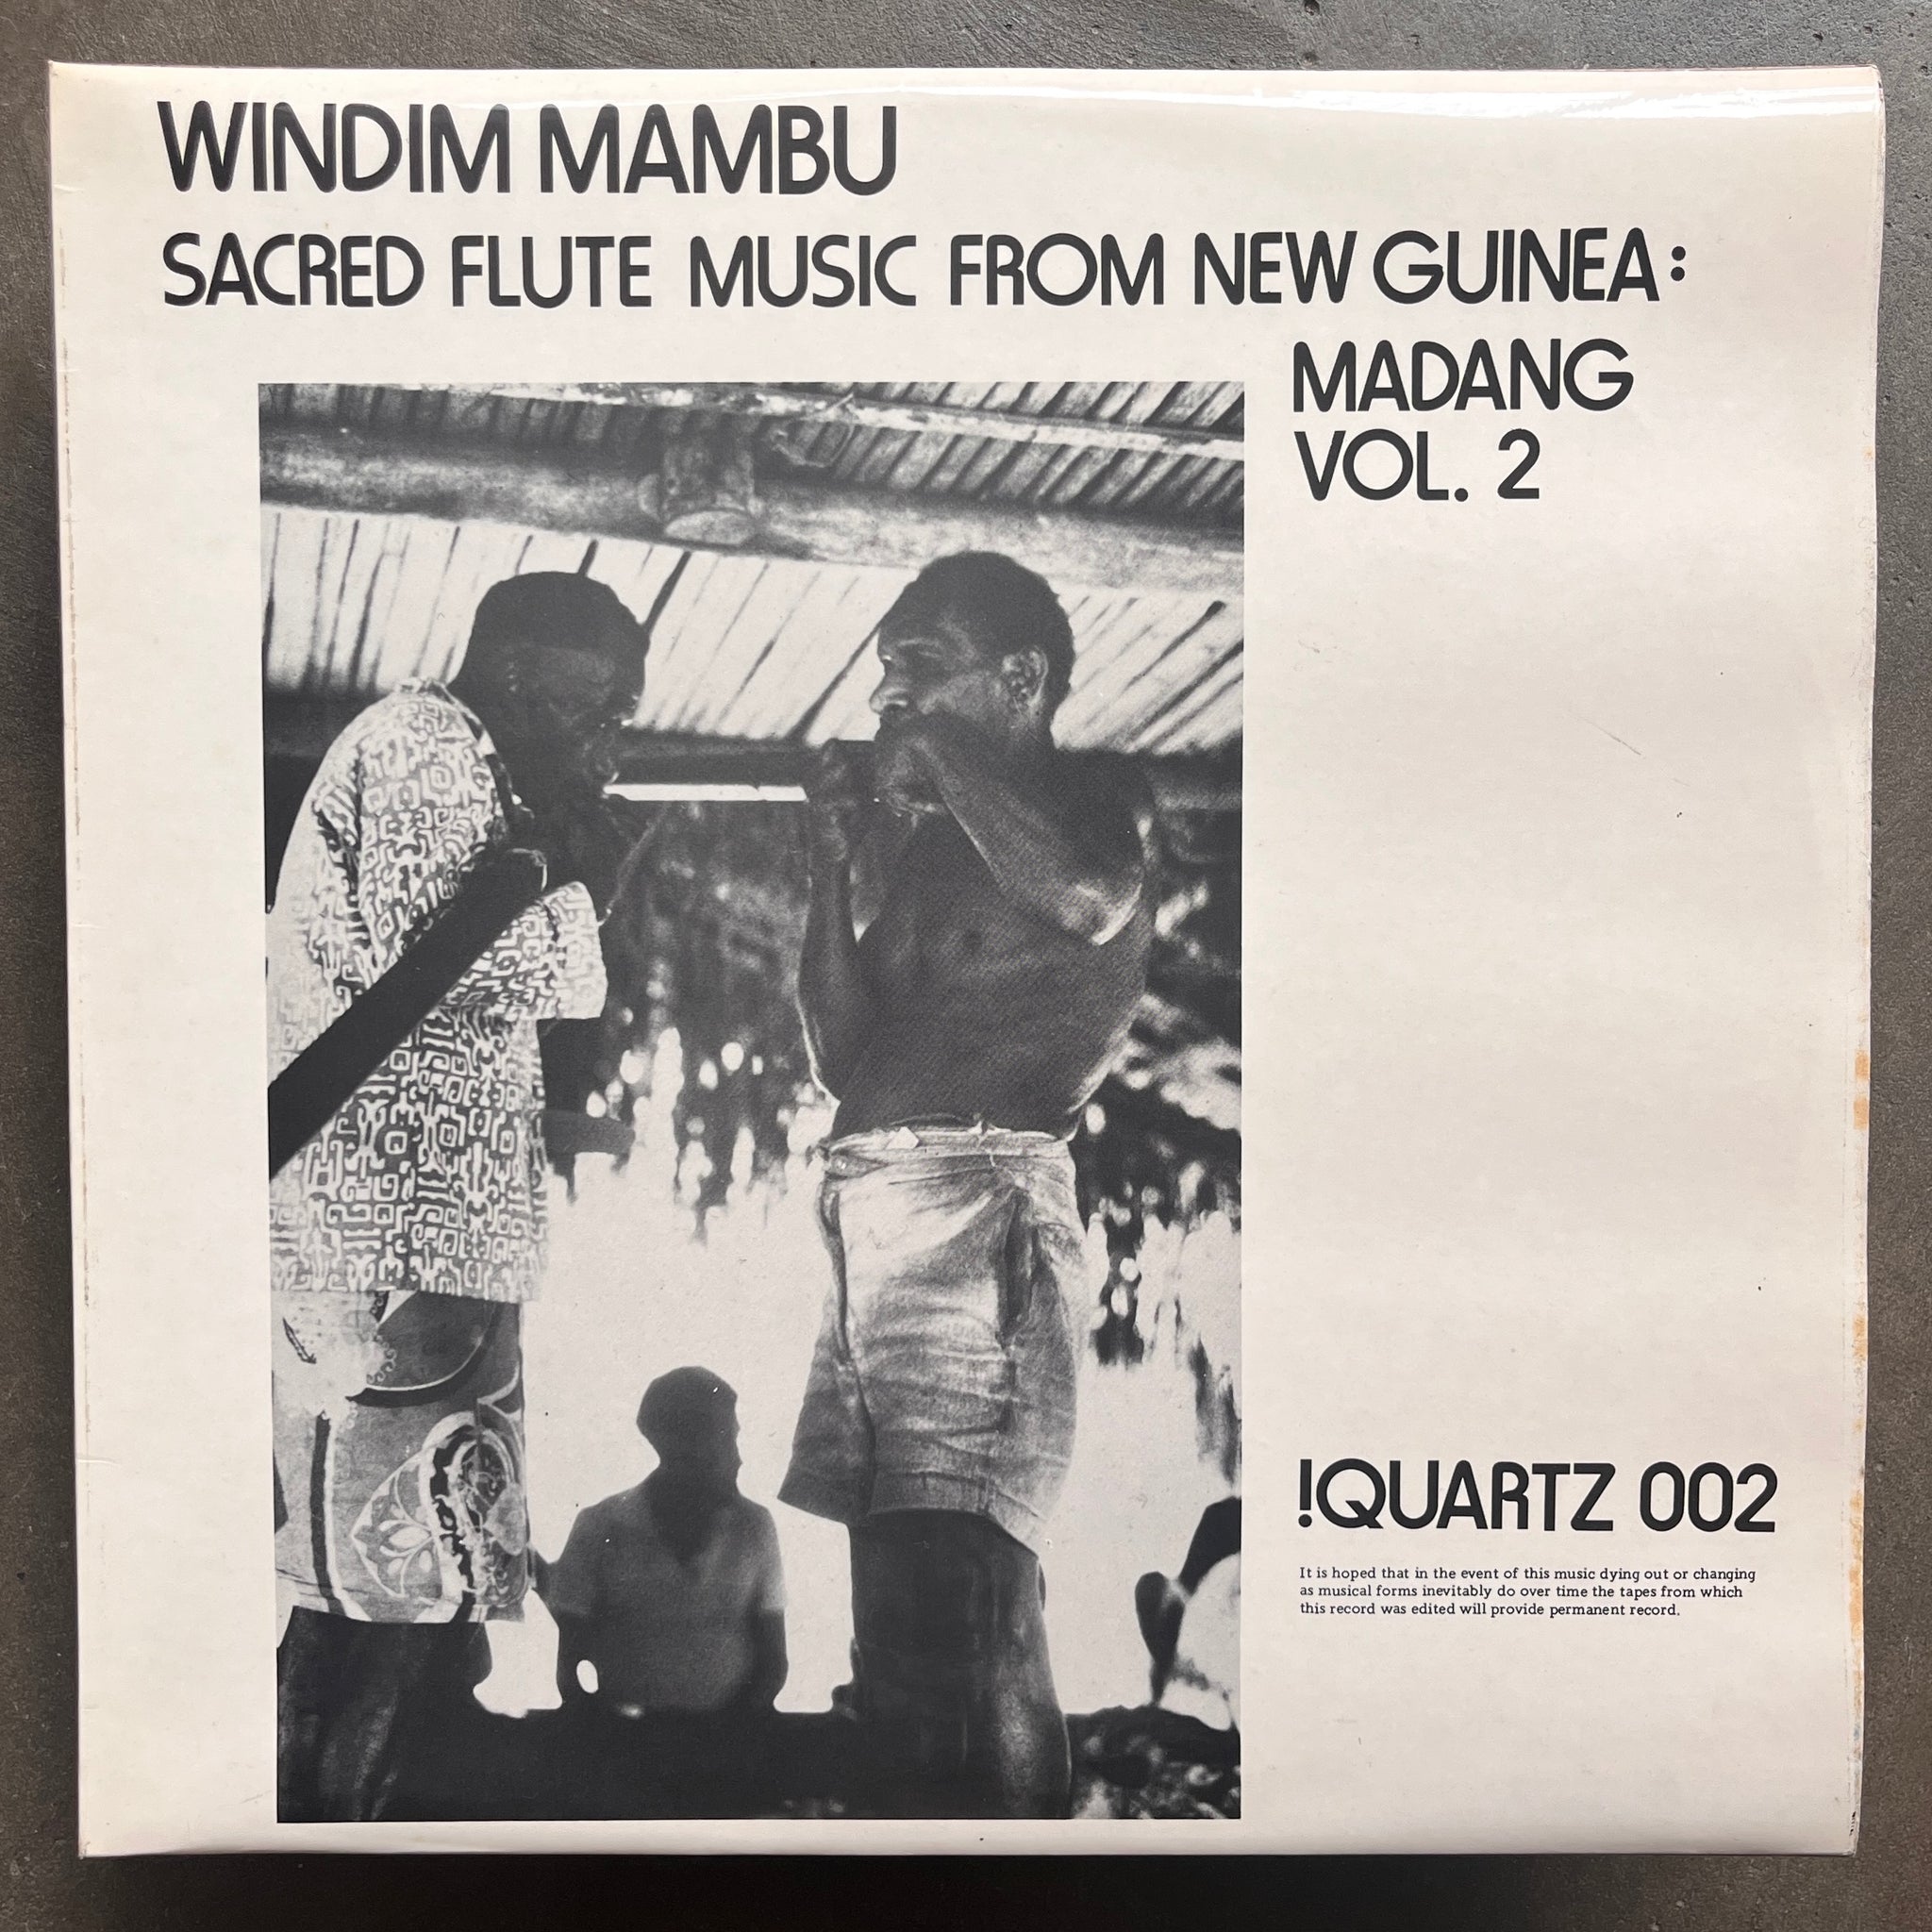 WINDIM MAMBU
SACRED FLUTE MUSIC FROM NEW GUINEA:
MADANG
VOL. 2
!QUARTZ 002
It is hoped that in the event of this music dying out or changing
as musical forms inevitably do over time the tapes from which
this record was edited will provide permanent record.